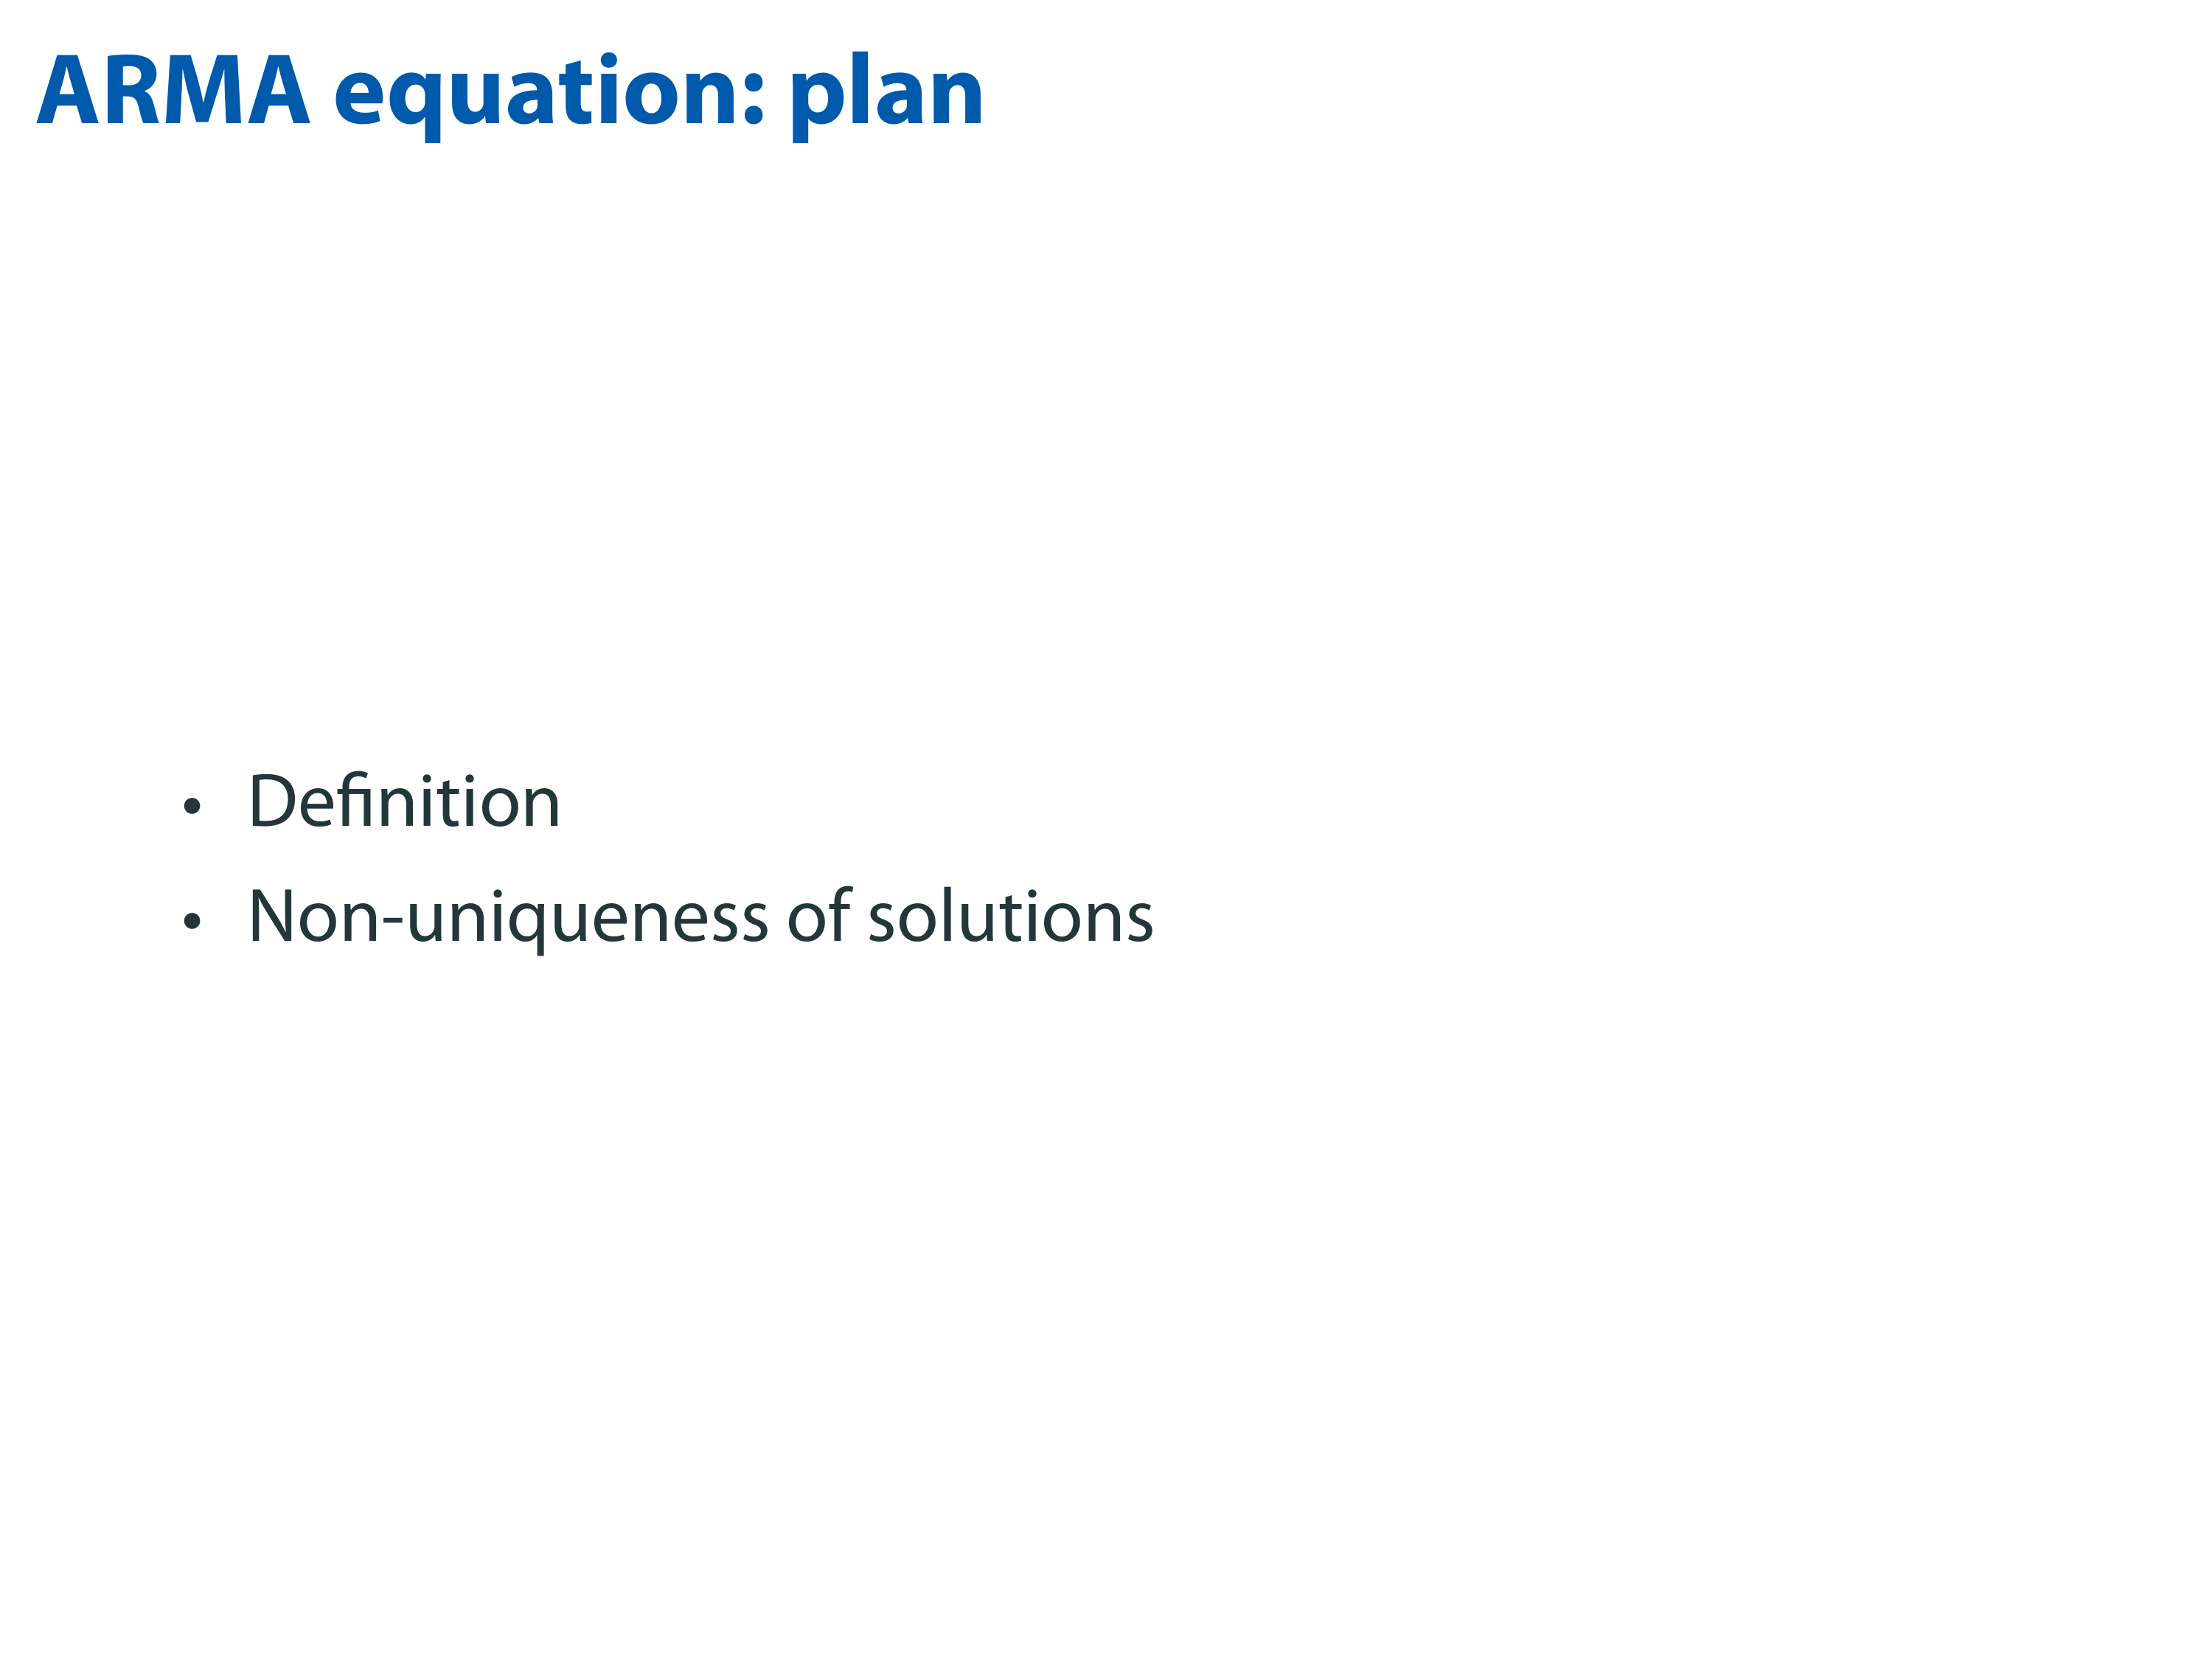 ARMA equation: plan
• Definition
• Non-uniqueness of solutions